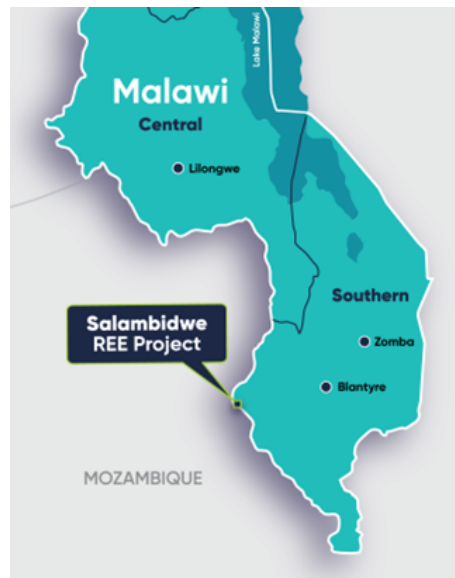 Lake Malawi
Malawi
Central
Lilongwe
Southern
Salambidwe
REE Project
Zomba
Blantyre
MOZAMBIQUE